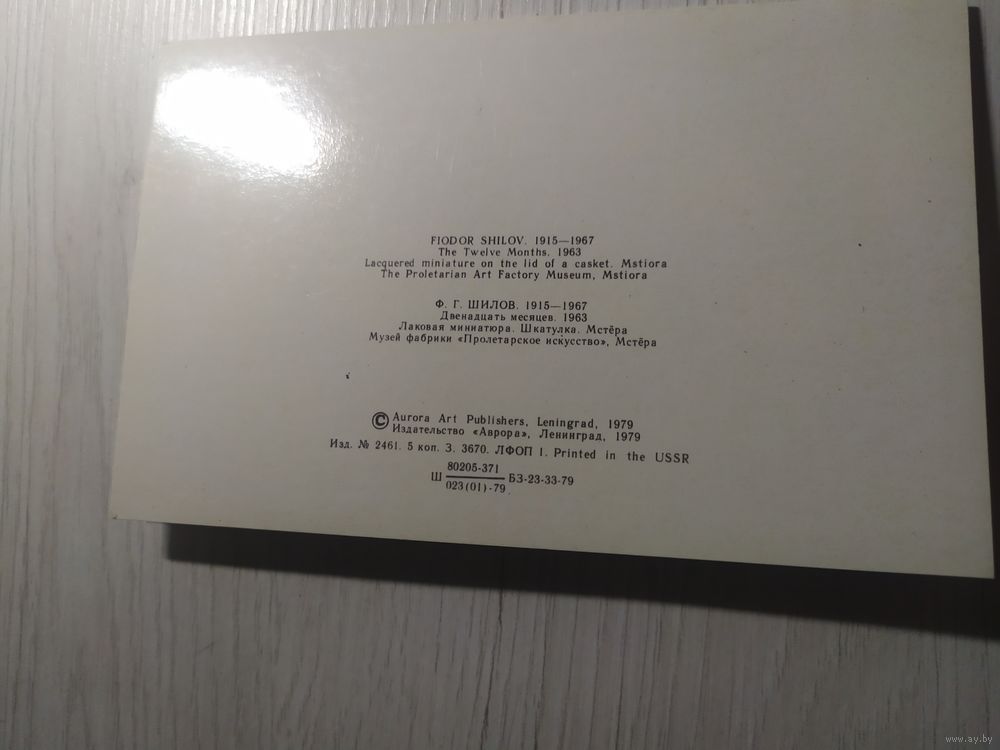 FIODOR SHILOV. 1915—1967
The Twelve Months. 1963
Lacquered miniature on the lid of a casket. Mstiora
The Proletarian Art Factory Museum, Mstiora
Ф. Г. ШИЛОВ. 1915—1967
Двенадцать месяцев. 1963
Лаковая миниатюра. Шкатулка. Мстёра
Музей фабрики «Пролетарское искусство», Мстёра
© Aurora Art Publishers, Leningrad, 1979
Издательство «Аврора», Ленинград, 1979
Изд. № 2461. 5 коп. З. 3670. ЛФОП 1. Printed in the USSR
80205-371
Ш БЗ-23-33-79
023(01)-79
www.ay.by